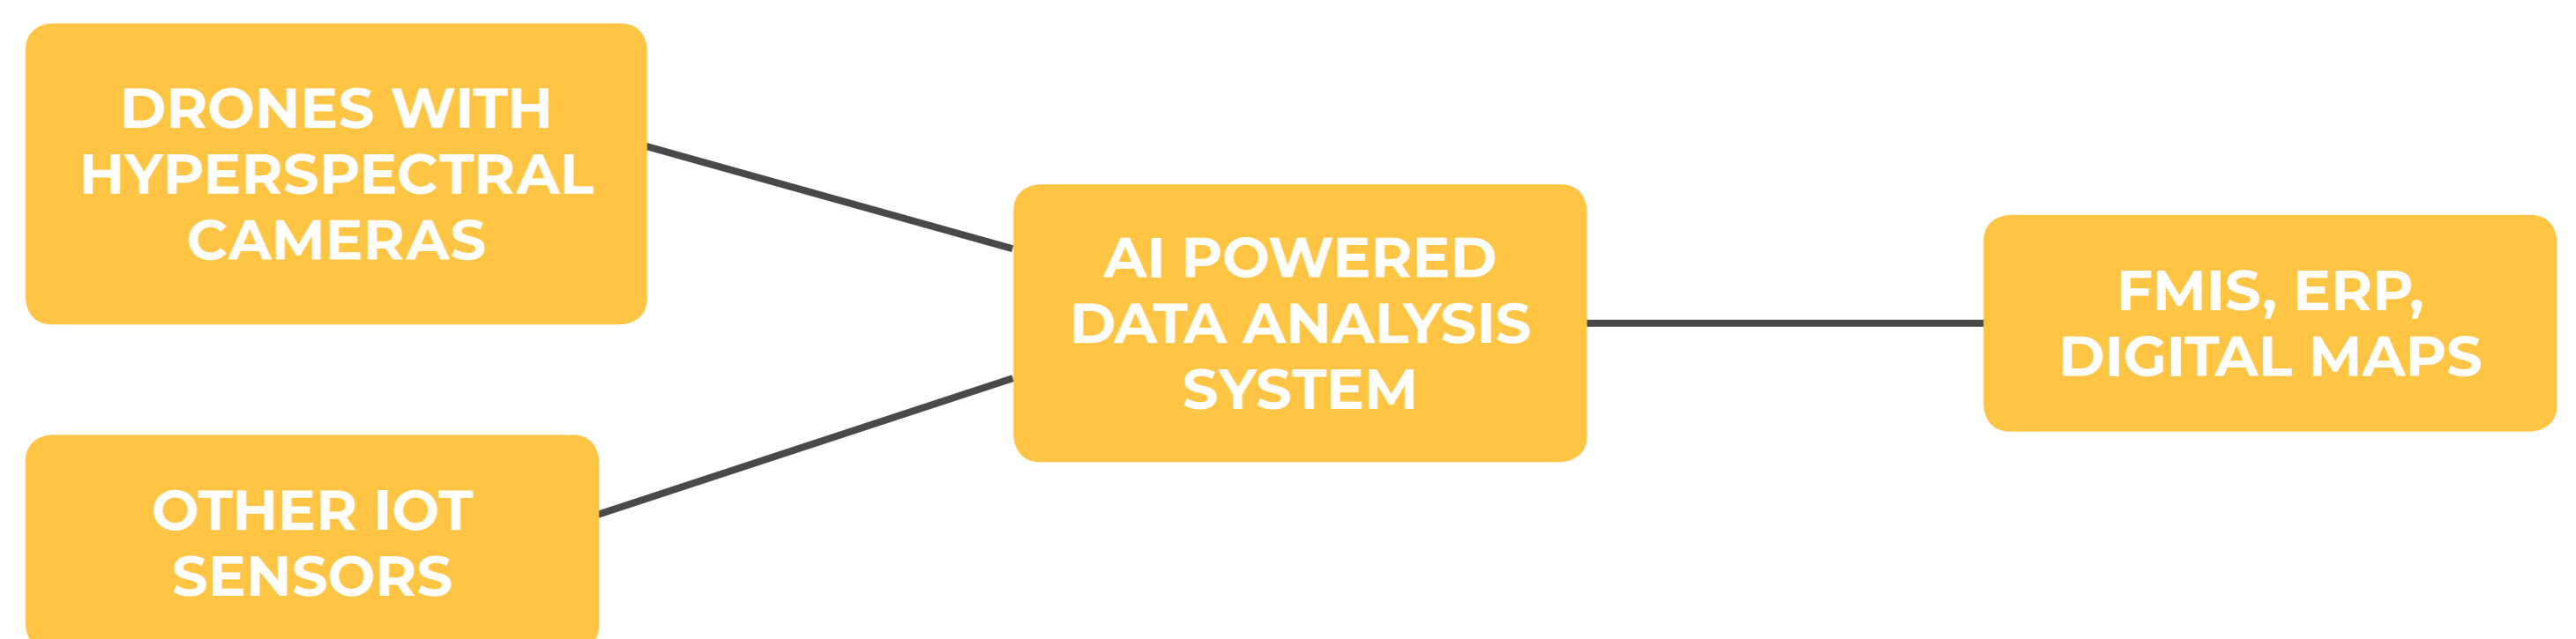 DRONES WITH
HYPERSPECTRAL
CAMERAS
OTHER IOT
SENSORS
AI POWERED
DATA ANALYSIS
SYSTEM
FMIS, ERP,
DIGITAL MAPS